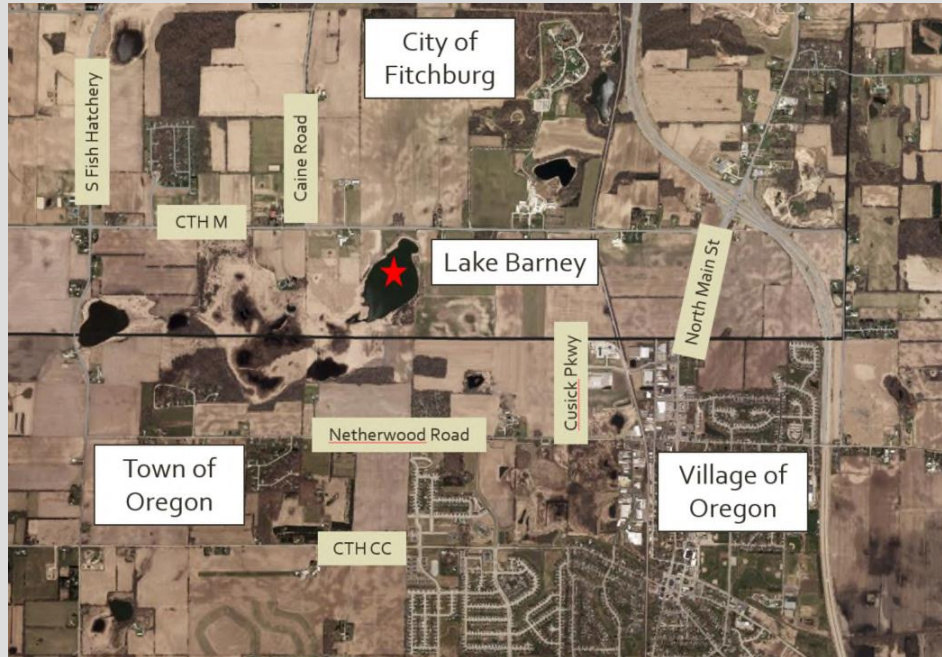 City of
Fitchburg
S Fish Hatchery
Caine Road
CTH M
Lake Barney
North Main St
Cusick Pkwy
Netherwood Road
Town of
Oregon
Village of
Oregon
CTH CC